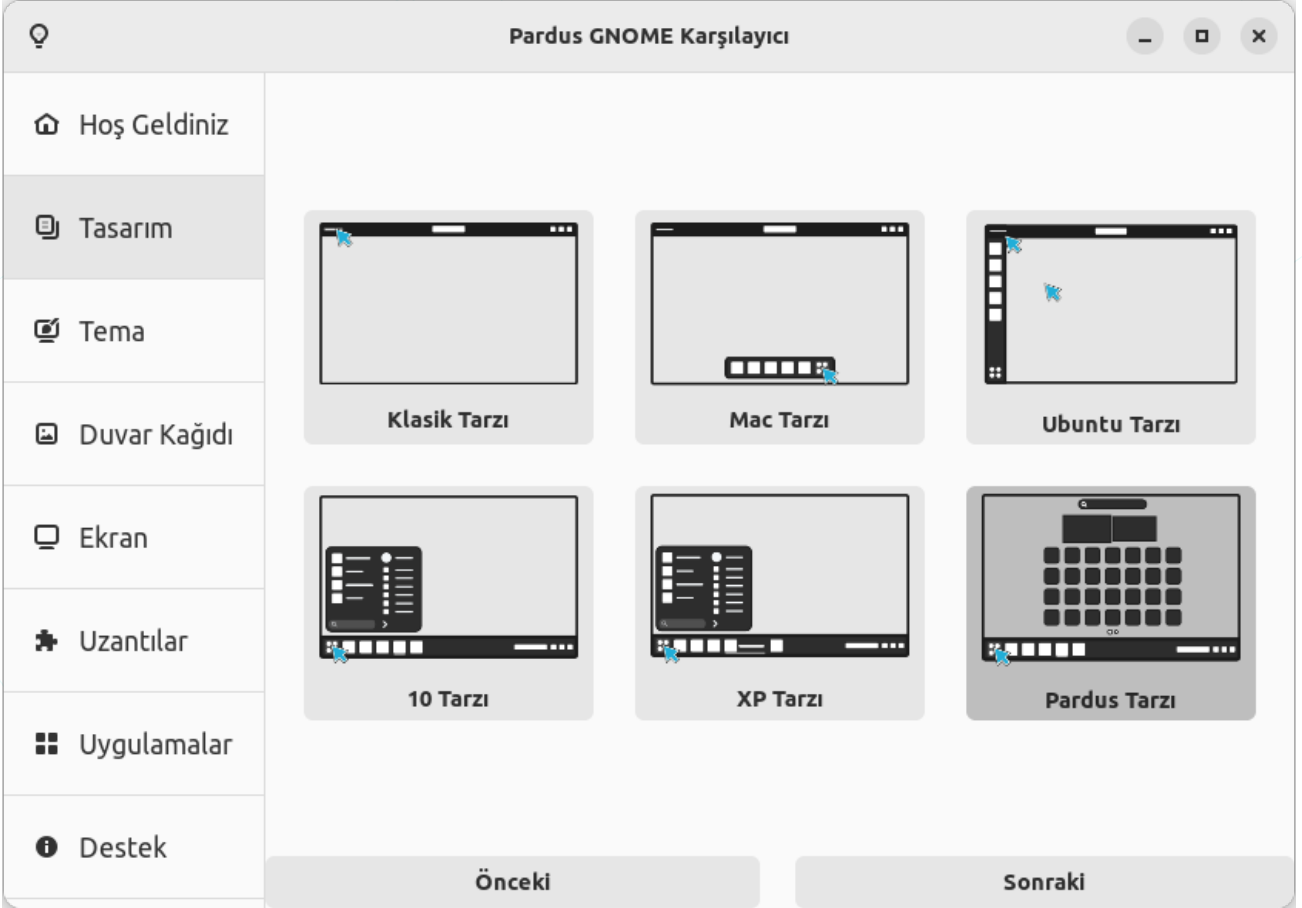 Pardus GNOME Karşılayıcı
Hoş Geldiniz
Tasarım
Tema
Duvar Kağıdı
Ekran
Uzantılar
Uygulamalar
Destek
Klasik Tarzı
Mac Tarzı
Ubuntu Tarzı
10 Tarzı
XP Tarzı
Pardus Tarzı
Önceki
Sonraki